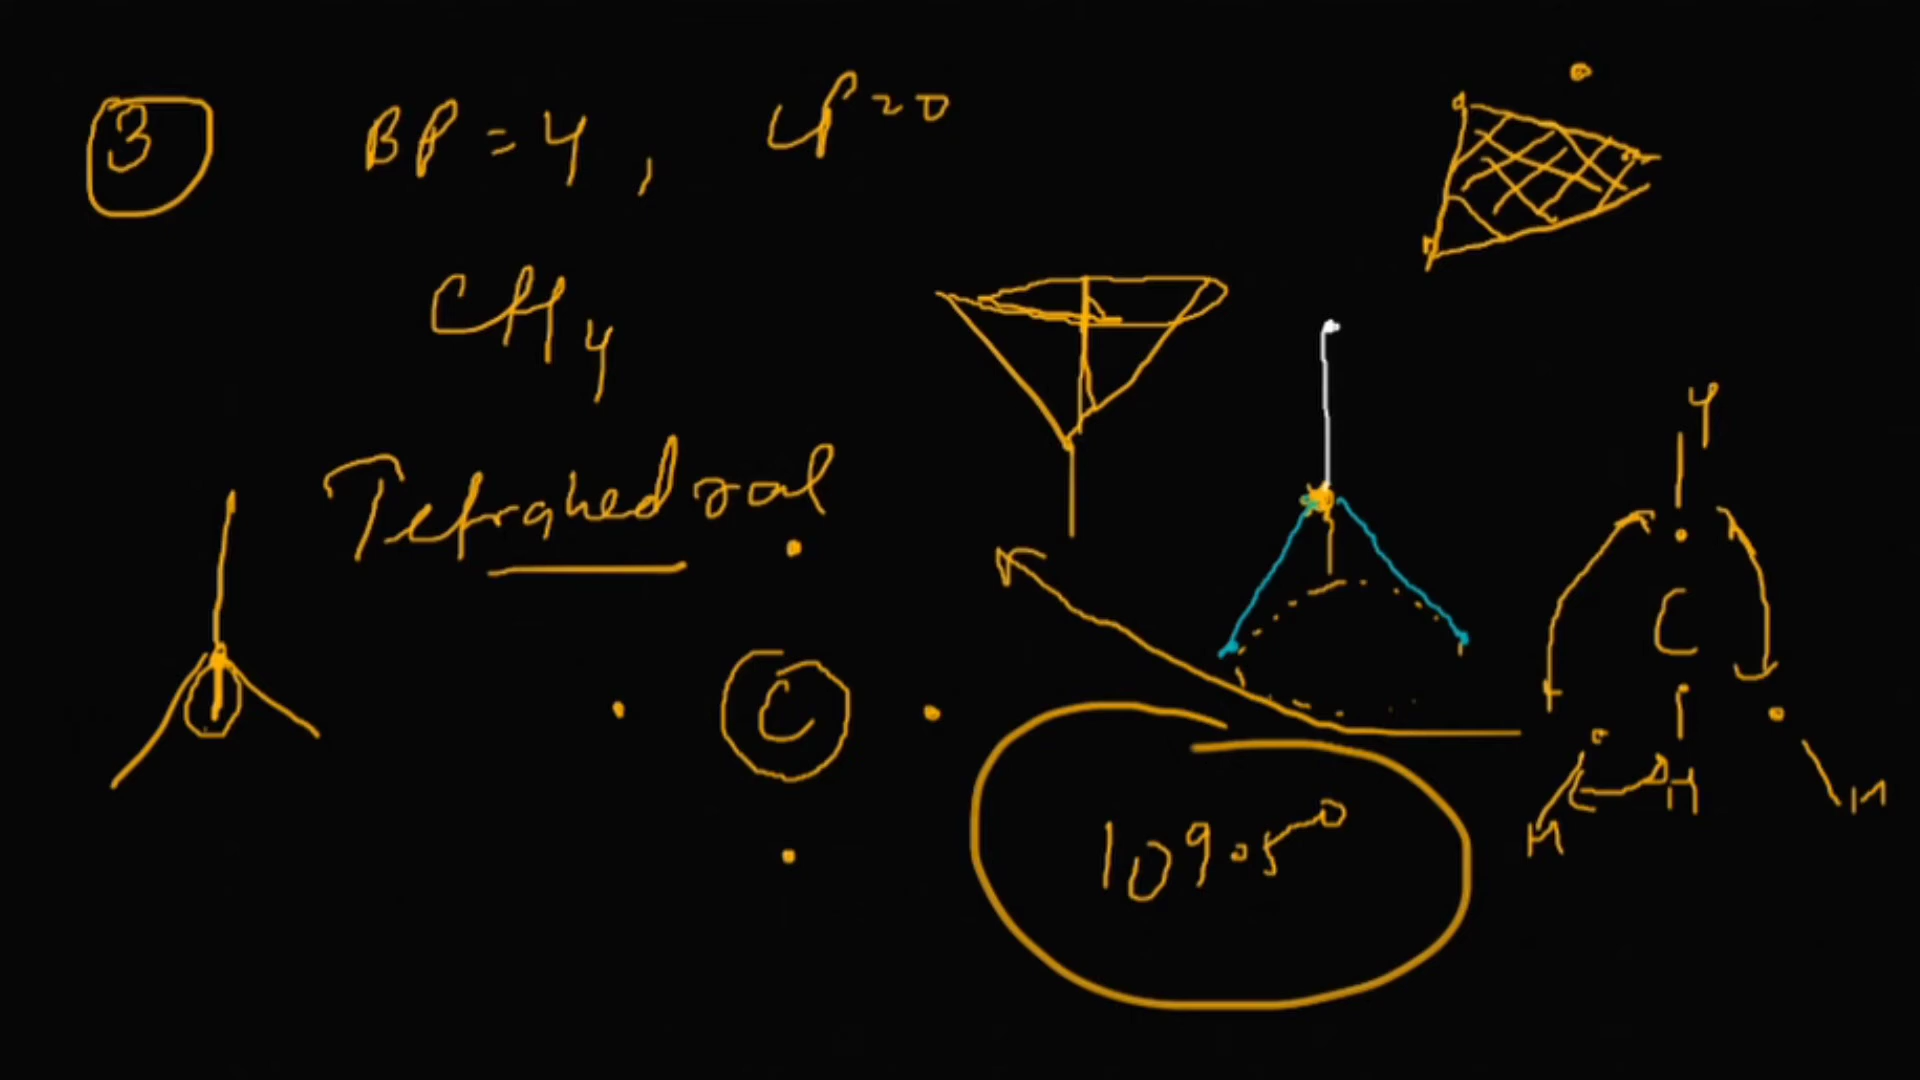 3 BP = 4, LP = 0
CH4
Tetrahedral
C
109.5°
H
C
H H H